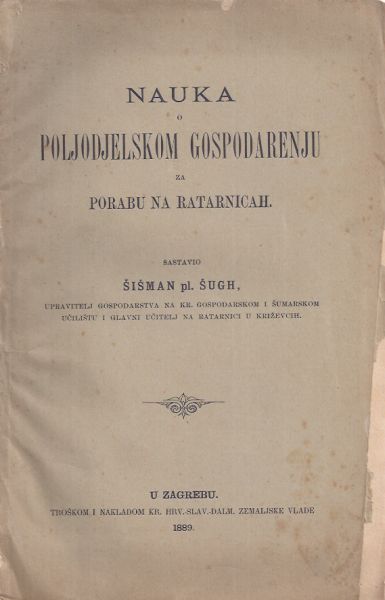 NAUKA
O
POLJODJELSKOM GOSPODARENJU
ZA
PORABU NA RATARNICAH.
SASTAVIO
ŠIŠMAN pl. ŠUGH,
UPRAVITELJ GOSPODARSTVA NA KR. GOSPODARSKOM I ŠUMARSKOM
UČILIŠTU I GLAVNI UČITELJ NA RATARNICI U KRIŽEVCIH.
U ZAGREBU.
TROŠKOM I NAKLADOM KR. HRV.-SLAV.-DALM. ZEMALJSKE VLADE
1889.